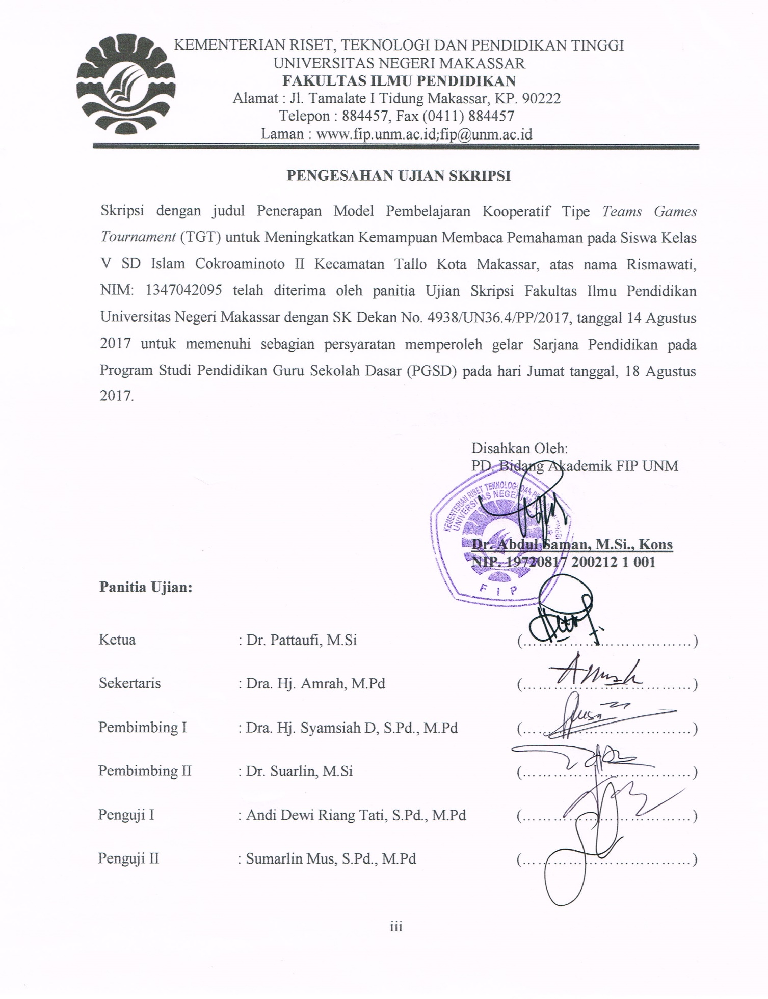 KEMENTERIAN RISET, TEKNOLOGI DAN PENDIDIKAN TINGGI
UNIVERSITAS NEGERI MAKASSAR
FAKULTAS ILMU PENDIDIKAN
Alamat : Jl. Tamalate I Tidung Makassar, KP. 90222
Telepon : 884457, Fax (0411) 884457
Laman : www.fip.unm.ac.id;fip@unm.ac.id
PENGESAHAN UJIAN SKRIPSI
Skripsi dengan judul Penerapan Model Pembelajaran Kooperatif Tipe Teams Games
Tournament (TGT) untuk Meningkatkan Kemampuan Membaca Pemahaman pada Siswa Kelas
V SD Islam Cokroaminoto II Kecamatan Tallo Kota Makassar, atas nama Rismawati,
NIM: 1347042095 telah diterima oleh panitia Ujian Skripsi Fakultas Ilmu Pendidikan
Universitas Negeri Makassar dengan SK Dekan No. 4938/UN36.4/PP/2017, tanggal 14 Agustus
2017 untuk memenuhi sebagian persyaratan memperoleh gelar Sarjana Pendidikan pada
Program Studi Pendidikan Guru Sekolah Dasar (PGSD) pada hari Jumat tanggal, 18 Agustus
2017.
Disahkan Oleh:
PD. Bidang Akademik FIP UNM
KEMENTERIAN RISET TEKNOLOGI DAN
UNIVERSITAS NEGERI
FIP
Dr. Abdul Saman, M.Si., Kons
NIP. 19720817 200212 1 001
Panitia Ujian:
Ketua : Dr. Pattaufi, M.Si (……………………………)
Sekertaris : Dra. Hj. Amrah, M.Pd (……………………………)
Pembimbing I : Dra. Hj. Syamsiah D, S.Pd., M.Pd (……………………………)
Pembimbing II : Dr. Suarlin, M.Si (……………………………)
Penguji I : Andi Dewi Riang Tati, S.Pd., M.Pd (……………………………)
Penguji II : Sumarlin Mus, S.Pd., M.Pd (……………………………)
iii